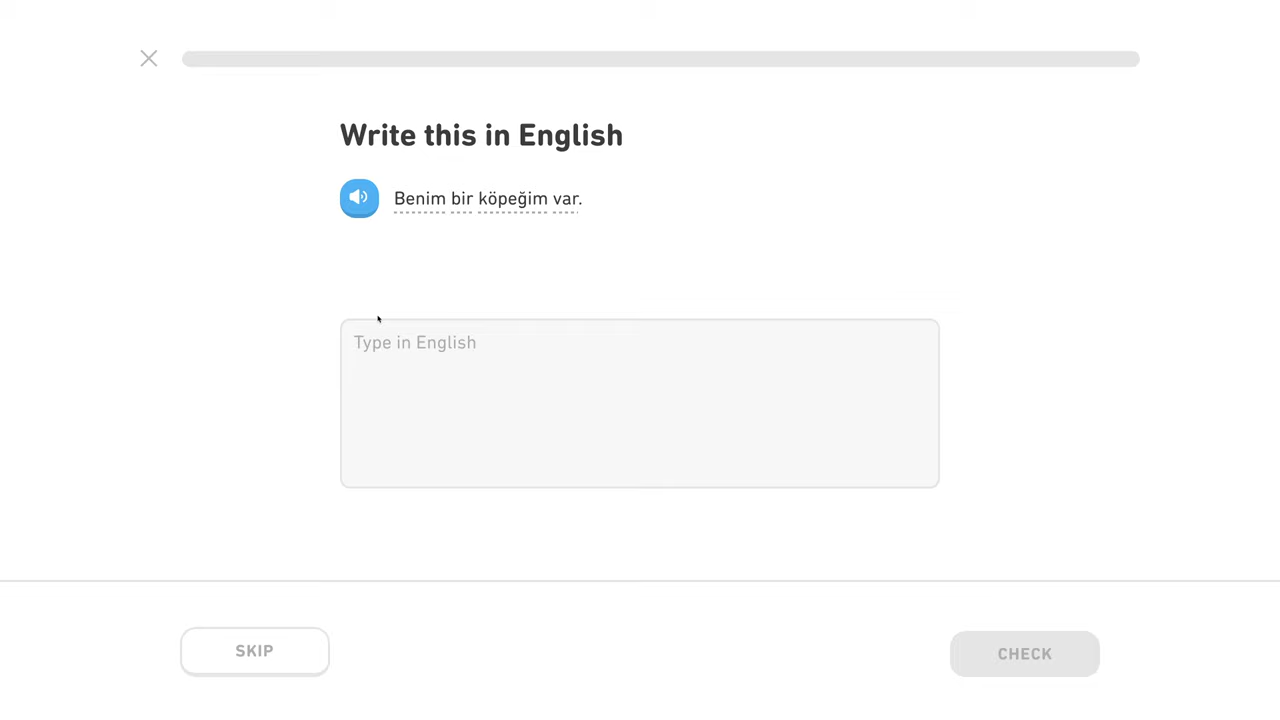 Write this in English
Benim bir köpeğim var.
Type in English
SKIP
CHECK